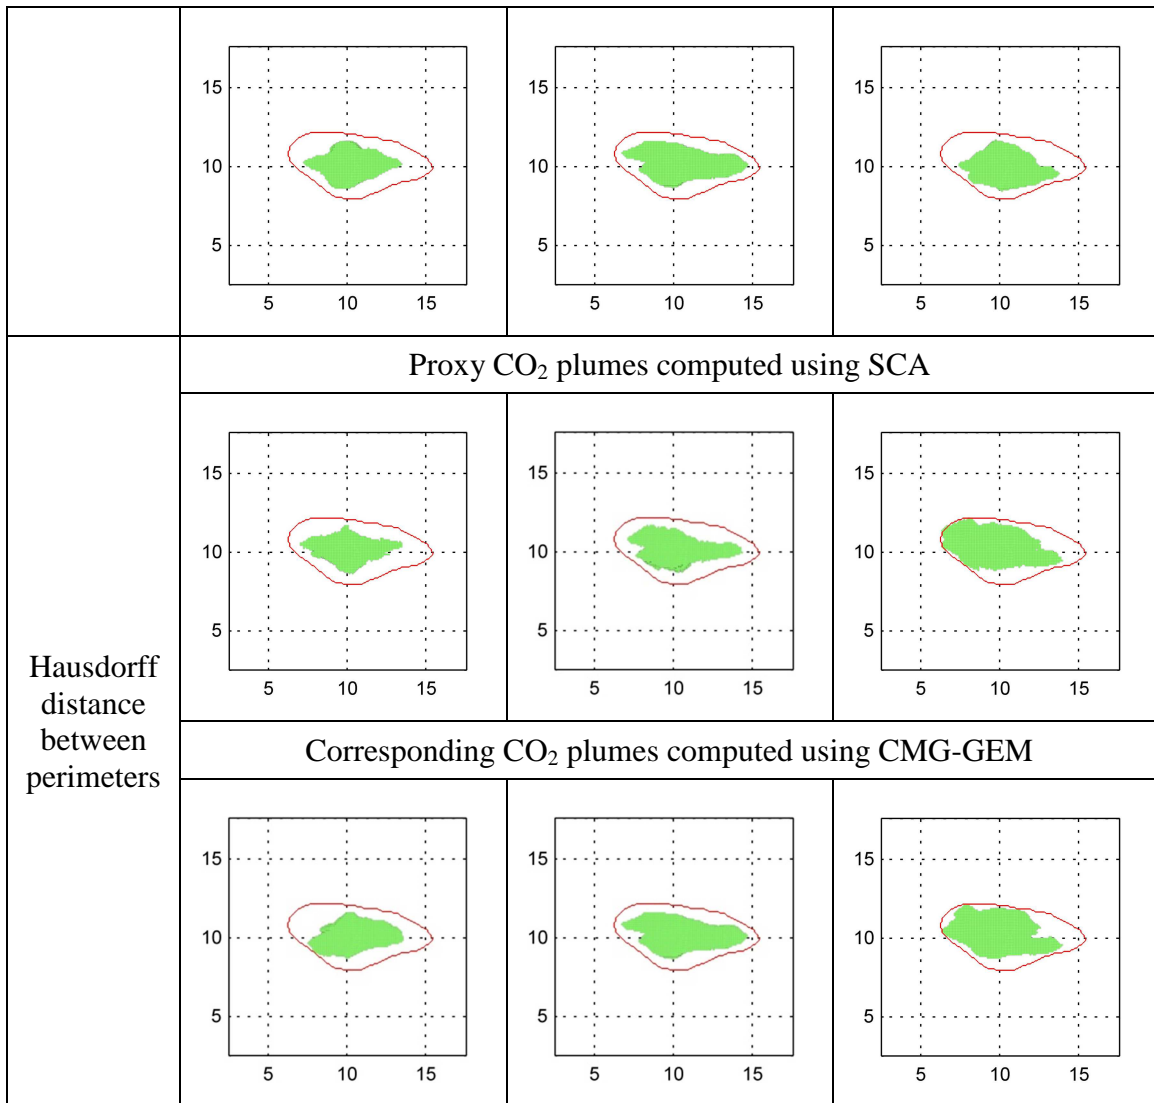 15 15 15
10 10 10
5 5 5
5 10 15 5 10 15 5 10 15
Proxy CO₂ plumes computed using SCA
15 15 15
10 10 10
5 5 5
5 10 15 5 10 15 5 10 15
Hausdorff
distance
between
perimeters
Corresponding CO₂ plumes computed using CMG-GEM
15 15 15
10 10 10
5 5 5
5 10 15 5 10 15 5 10 15